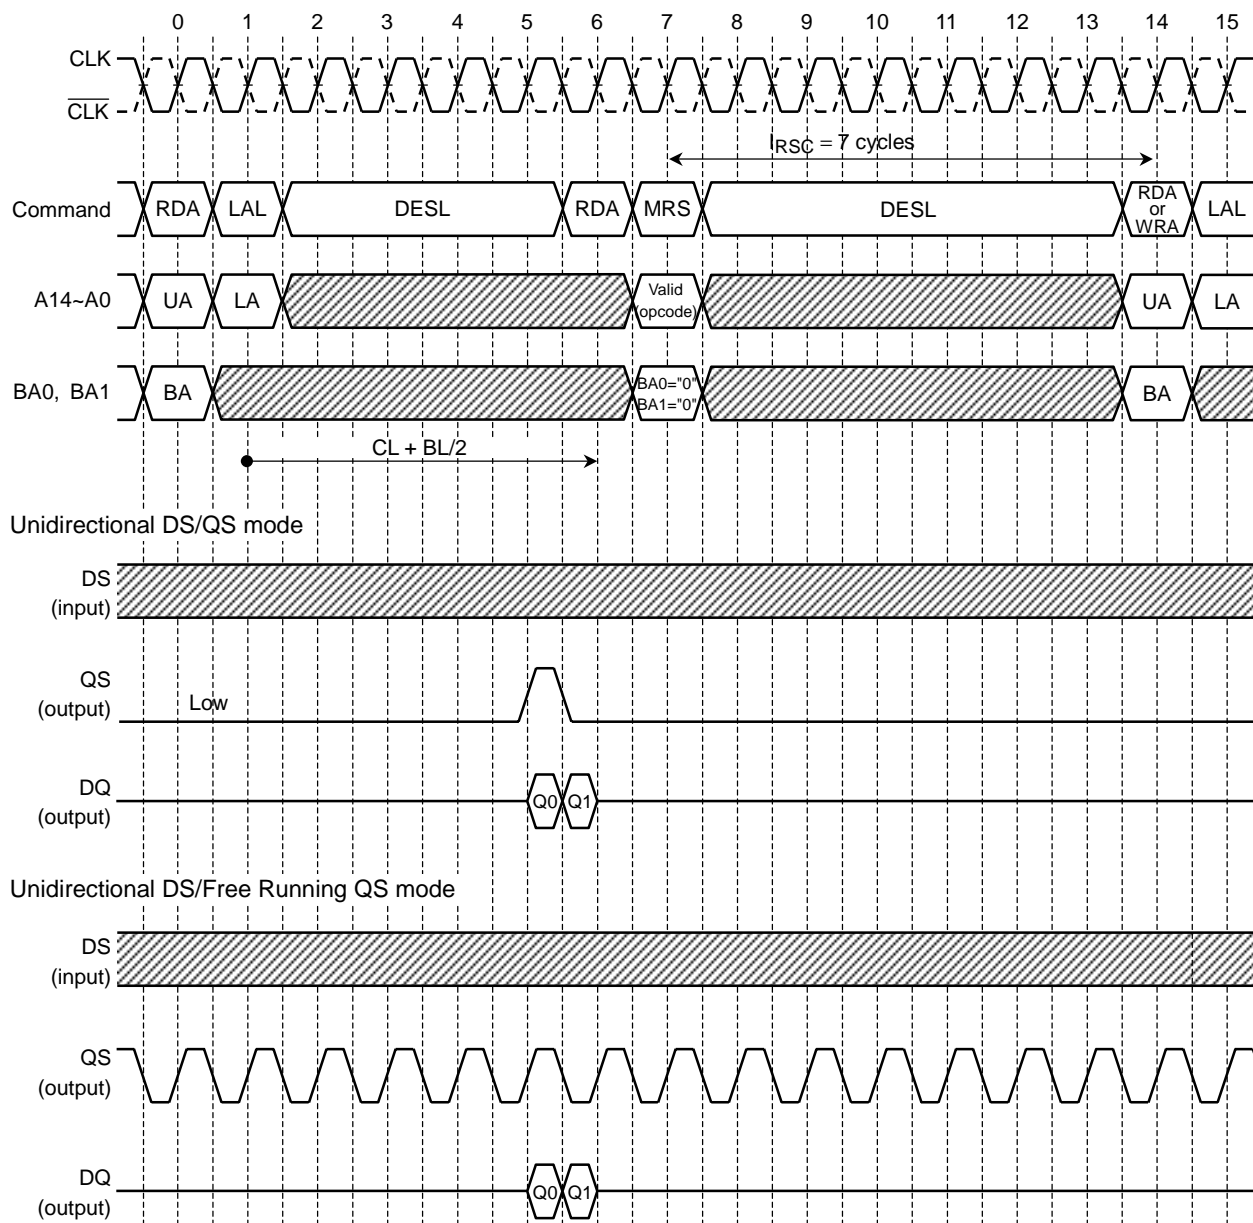 0 1 2 3 4 5 6 7 8 9 10 11 12 13 14 15
CLK
CLK
IRSC = 7 cycles
Command RDA LAL DESL RDA MRS DESL RDA or WRA LAL
A14~A0 UA LA Valid (opcode) UA LA
BA0, BA1 BA BA0="0" BA1="0" BA
CL + BL/2
Unidirectional DS/QS mode
DS
(input)
QS
(output)
Low
DQ
(output)
Q0 Q1
Unidirectional DS/Free Running QS mode
DS
(input)
QS
(output)
DQ
(output)
Q0 Q1